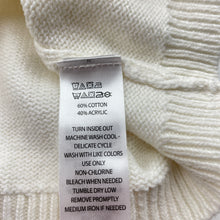 60% COTTON
40% ACRYLIC
TURN INSIDE OUT
MACHINE WASH COOL -
DELICATE CYCLE
WASH WITH LIKE COLORS
USE ONLY
NON-CHLORINE
BLEACH WHEN NEEDED
TUMBLE DRY LOW
REMOVE PROMPTLY
MEDIUM IRON IF NEEDED